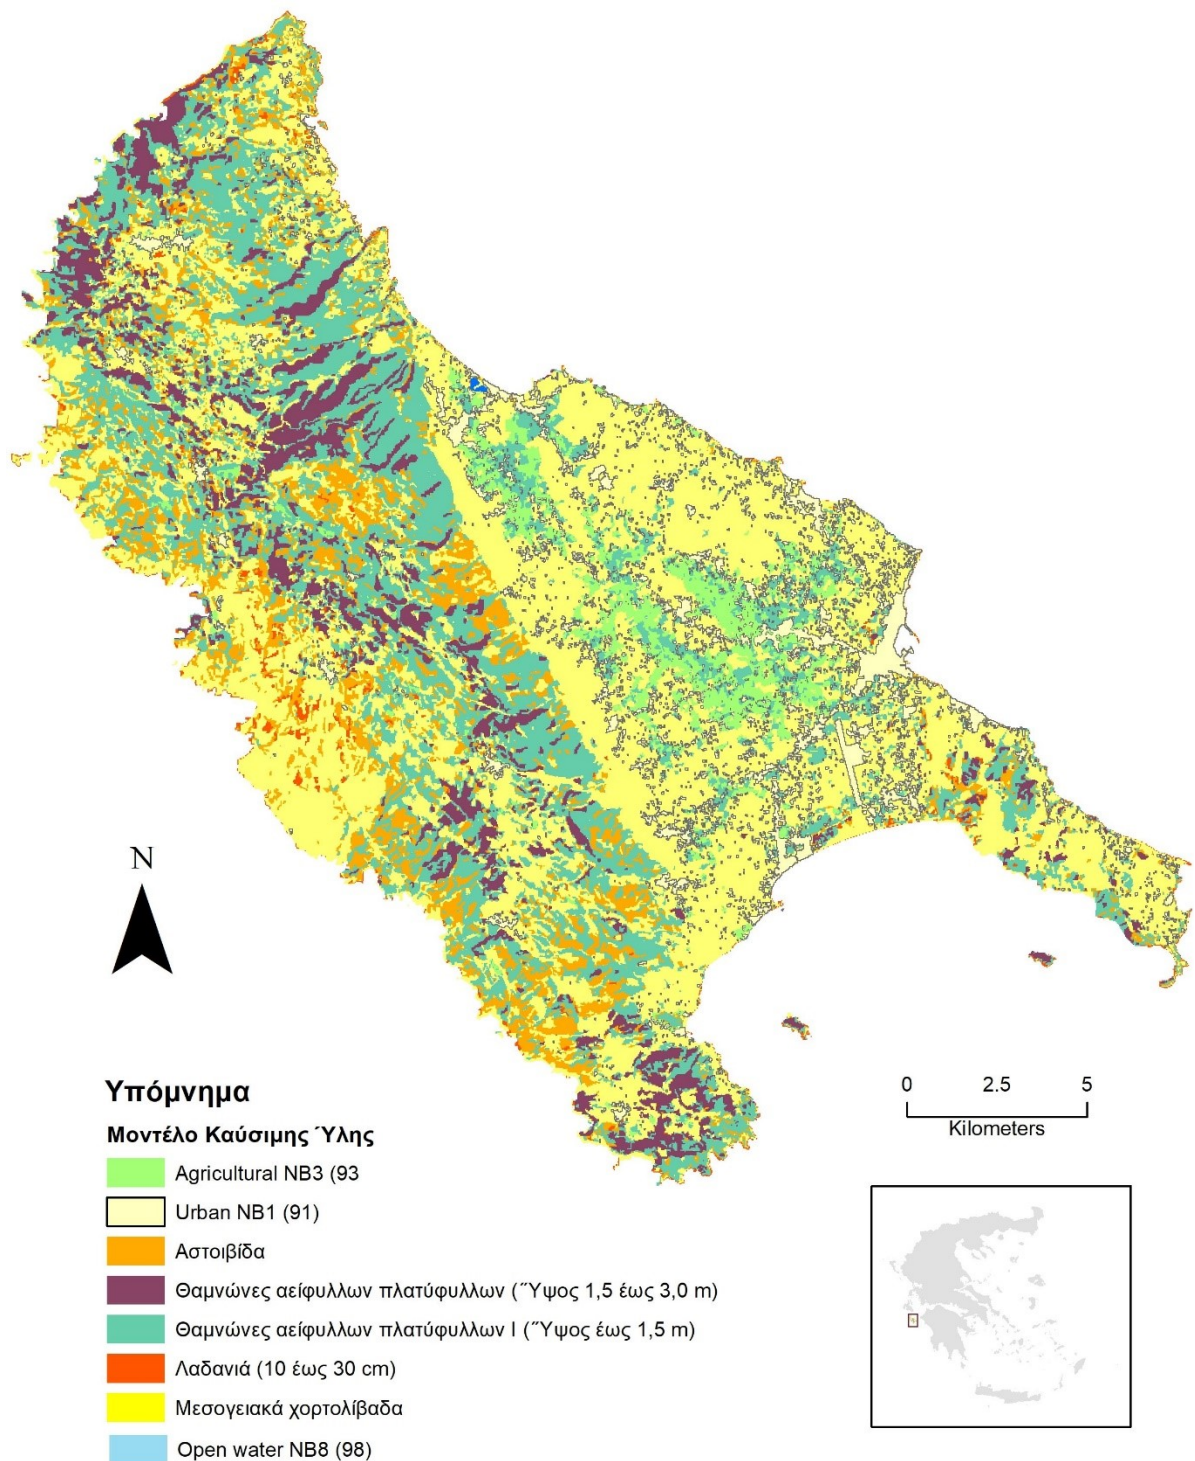 N
0 2.5 5
Kilometers
Υπόμνημα
Μοντέλο Καύσιμης Ύλης
Agricultural NB3 (93
Urban NB1 (91)
Αστοιβίδα
Θαμνώνες αείφυλλων πλατύφυλλων (Ύψος 1,5 έως 3,0 m)
Θαμνώνες αείφυλλων πλατύφυλλων Ι (Ύψος έως 1,5 m)
Λαδανιά (10 έως 30 cm)
Μεσογειακά χορτολίβαδα
Open water NB8 (98)